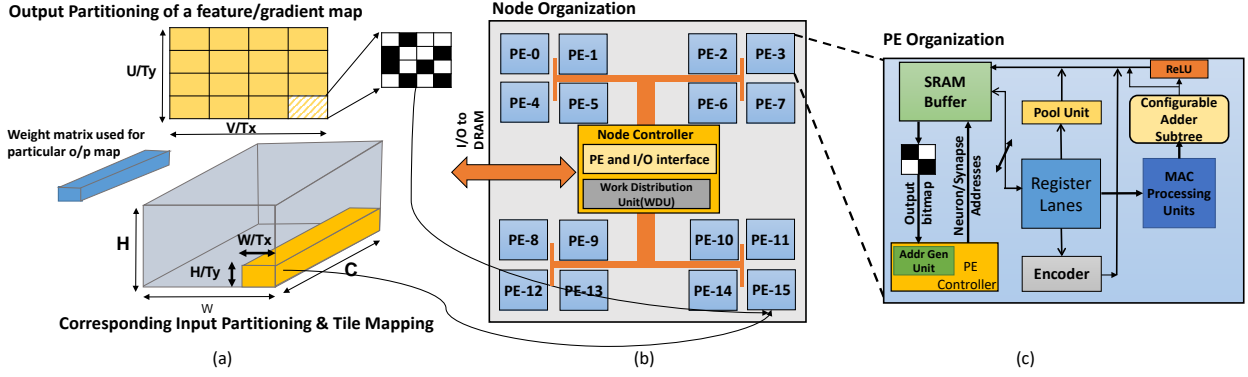 Output Partitioning of a feature/gradient map
U/Ty
V/Tx
Weight matrix used for
particular o/p map
H
W/Tx
H/Ty
C
W
Corresponding Input Partitioning & Tile Mapping
(a)
Node Organization
PE-0
PE-1
PE-2
PE-3
PE-4
PE-5
PE-6
PE-7
I/O to
DRAM
Node Controller
PE and I/O interface
Work Distribution
Unit(WDU)
PE-8
PE-9
PE-10
PE-11
PE-12
PE-13
PE-14
PE-15
(b)
PE Organization
SRAM
Buffer
ReLU
Pool Unit
Configurable
Adder
Subtree
Output
bitmap
Neuron/Synapse
Addresses
Register
Lanes
MAC
Processing
Units
Addr Gen
Unit
PE
Controller
Encoder
(c)